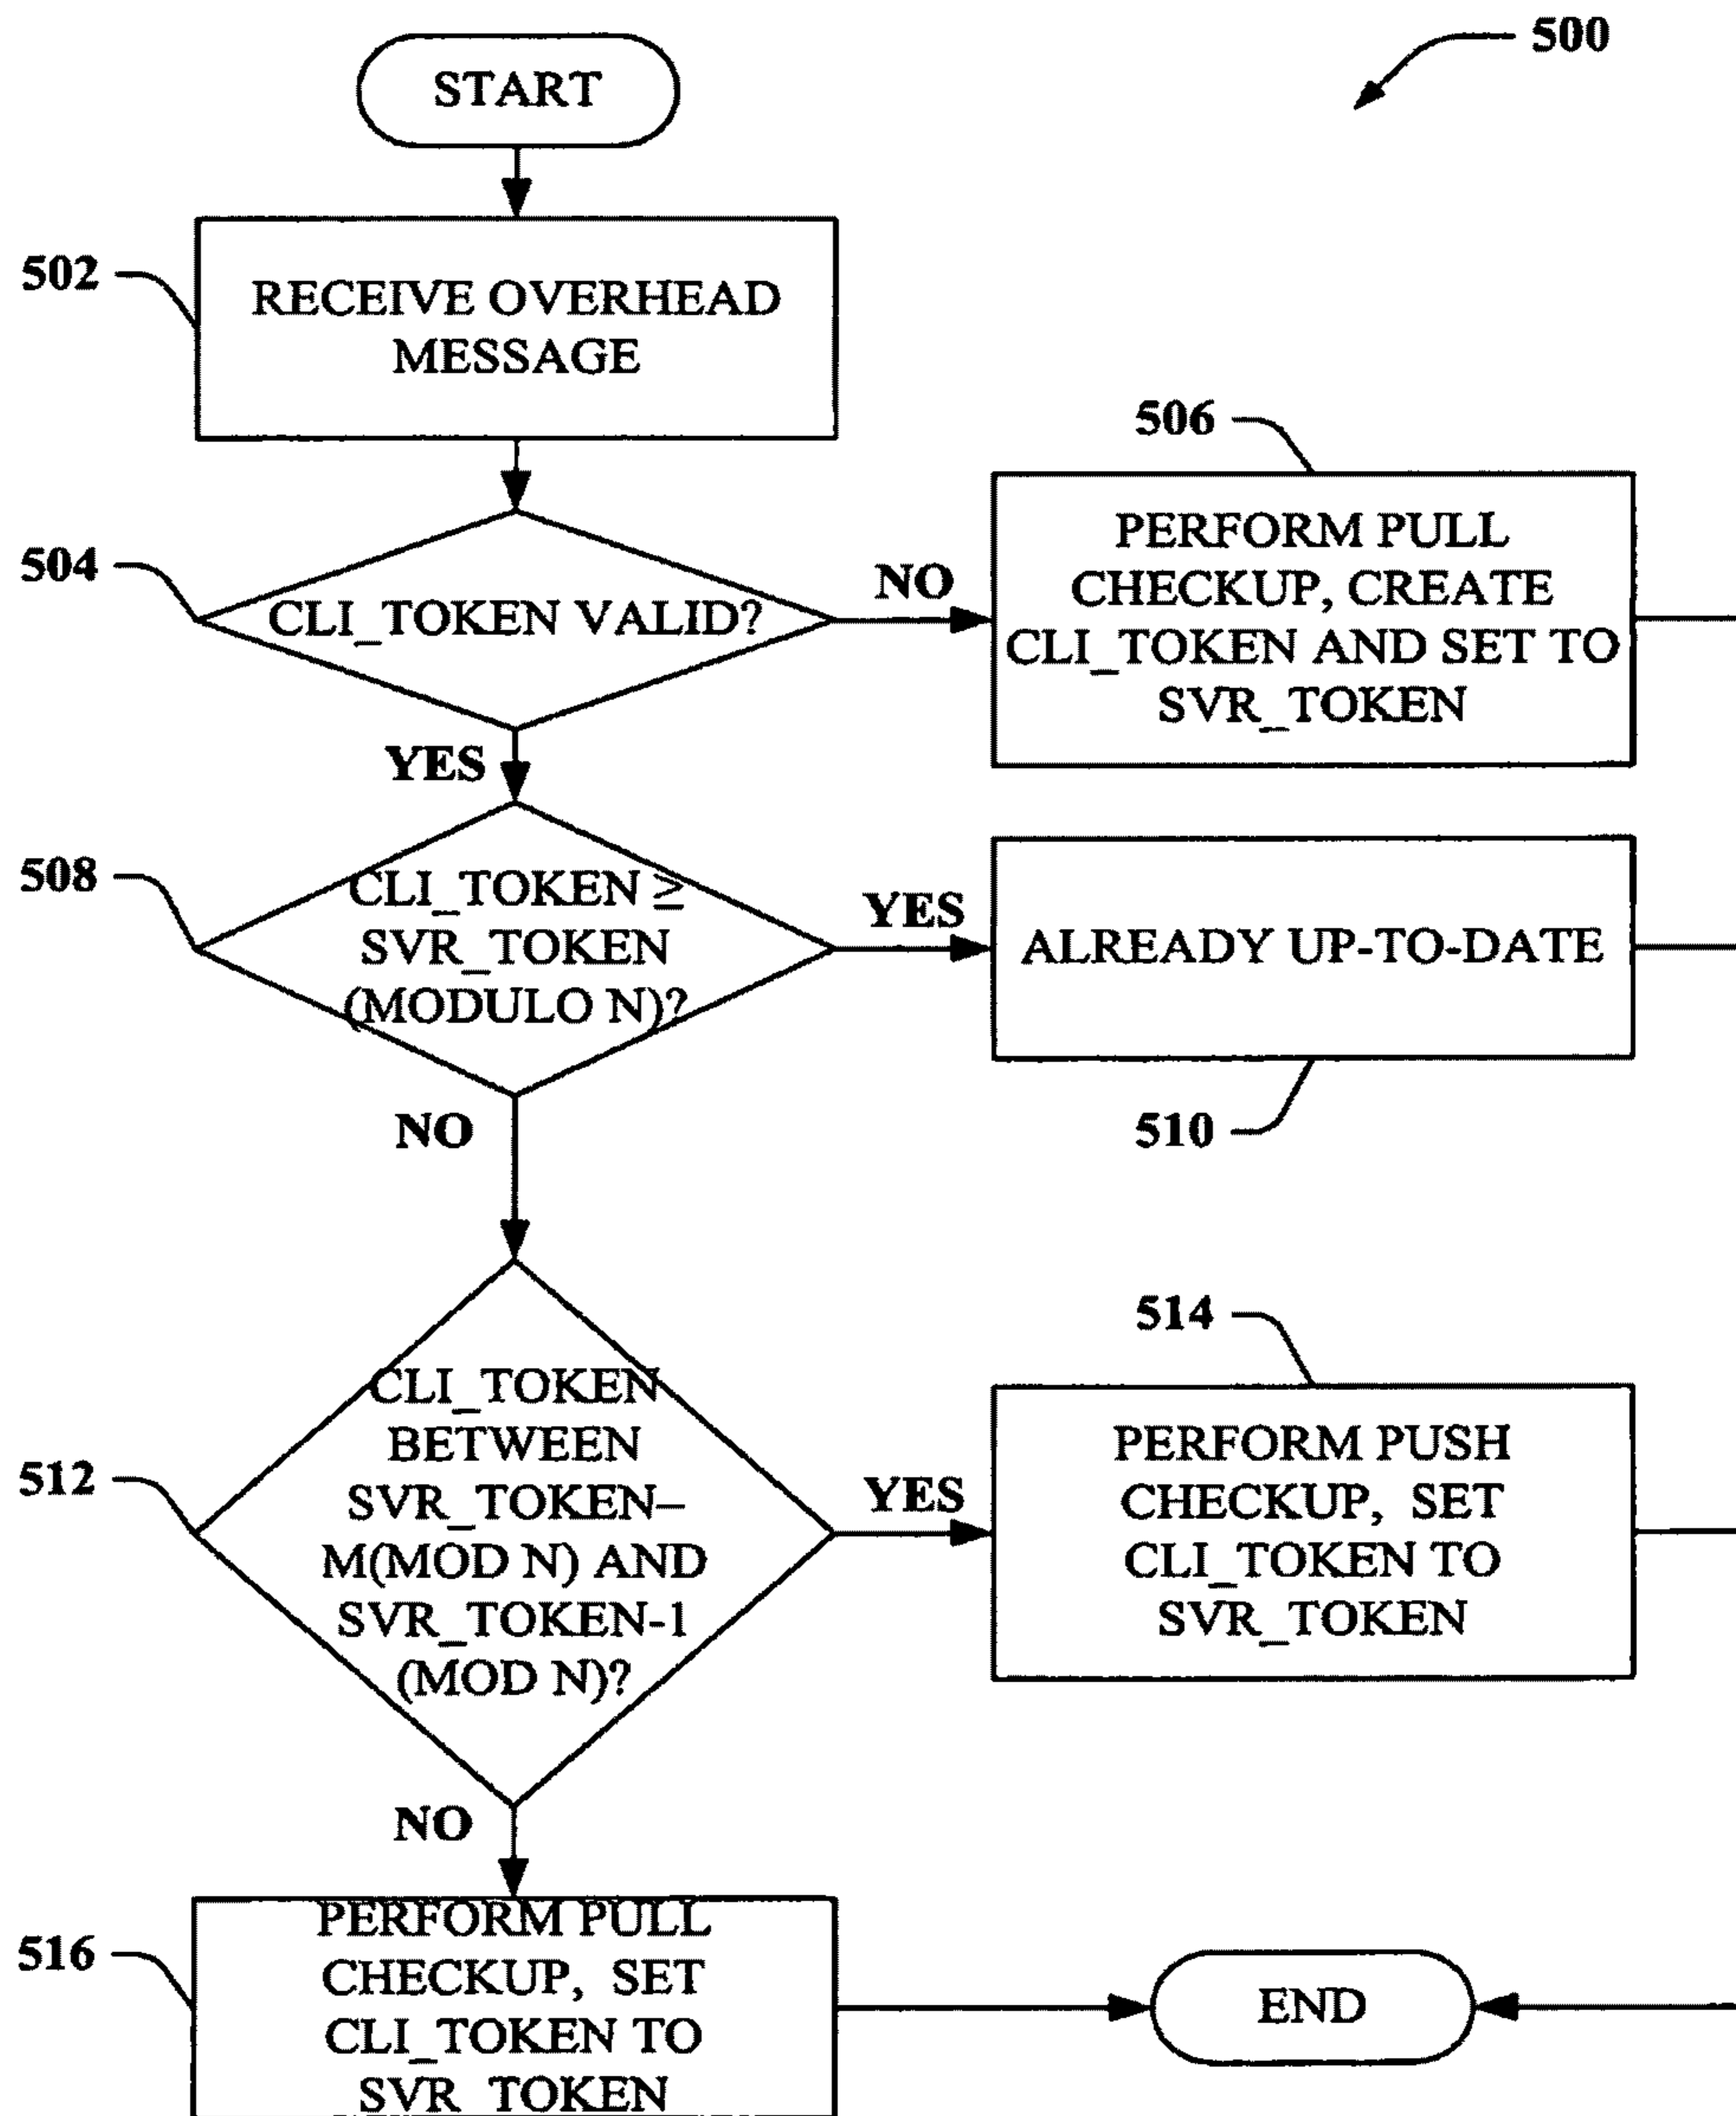 500
START
502
RECEIVE OVERHEAD
MESSAGE
504
CLI_TOKEN VALID?
NO
506
PERFORM PULL
CHECKUP, CREATE
CLI_TOKEN AND SET TO
SVR_TOKEN
YES
508
CLI_TOKEN ≥
SVR_TOKEN
(MODULO N)?
YES
ALREADY UP-TO-DATE
510
NO
512
CLI_TOKEN
BETWEEN
SVR_TOKEN–
M(MOD N) AND
SVR_TOKEN-1
(MOD N)?
YES
514
PERFORM PUSH
CHECKUP, SET
CLI_TOKEN TO
SVR_TOKEN
NO
516
PERFORM PULL
CHECKUP, SET
CLI_TOKEN TO
SVR_TOKEN
END